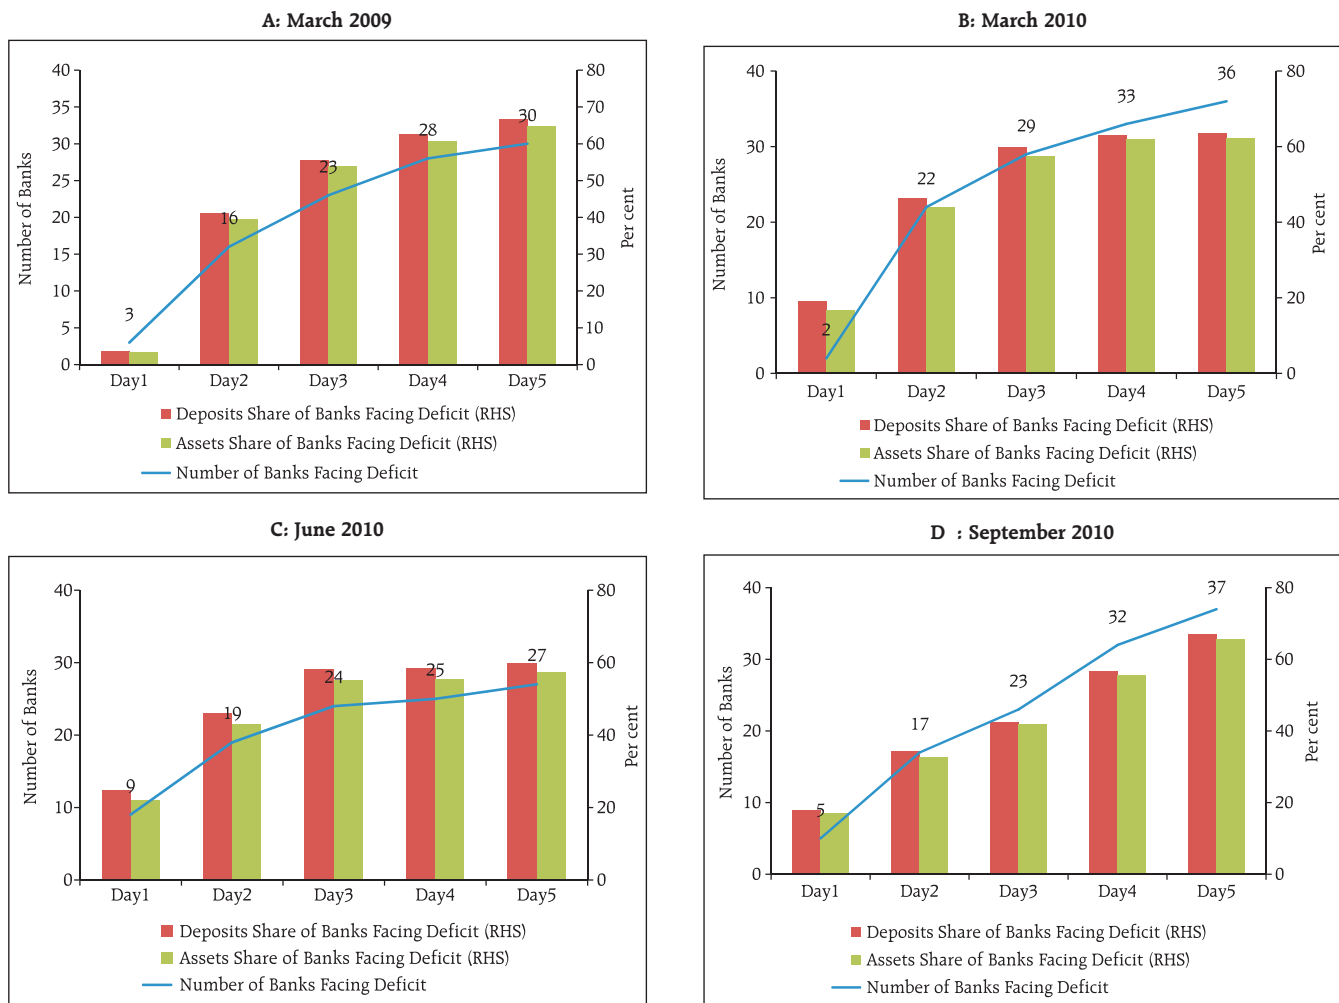 A: March 2009
40
35
30
25
20
15
10
5
0
Number of Banks
3
16
23
28
30
80
70
60
50
40
30
20
10
0
Per cent
Day1 Day2 Day3 Day4 Day5
Deposits Share of Banks Facing Deficit (RHS)
Assets Share of Banks Facing Deficit (RHS)
Number of Banks Facing Deficit
B: March 2010
40
30
20
10
0
Number of Banks
2
22
29
33
36
80
60
40
20
0
Per cent
Day1 Day2 Day3 Day4 Day5
Deposits Share of Banks Facing Deficit (RHS)
Assets Share of Banks Facing Deficit (RHS)
Number of Banks Facing Deficit
C: June 2010
40
30
20
10
0
Number of Banks
9
19
24
25
27
80
60
40
20
0
Per cent
Day1 Day2 Day3 Day4 Day5
Deposits Share of Banks Facing Deficit (RHS)
Assets Share of Banks Facing Deficit (RHS)
Number of Banks Facing Deficit
D : September 2010
40
30
20
10
0
Number of Banks
5
17
23
32
37
80
60
40
20
0
Per cent
Day1 Day2 Day3 Day4 Day5
Deposits Share of Banks Facing Deficit (RHS)
Assets Share of Banks Facing Deficit (RHS)
Number of Banks Facing Deficit